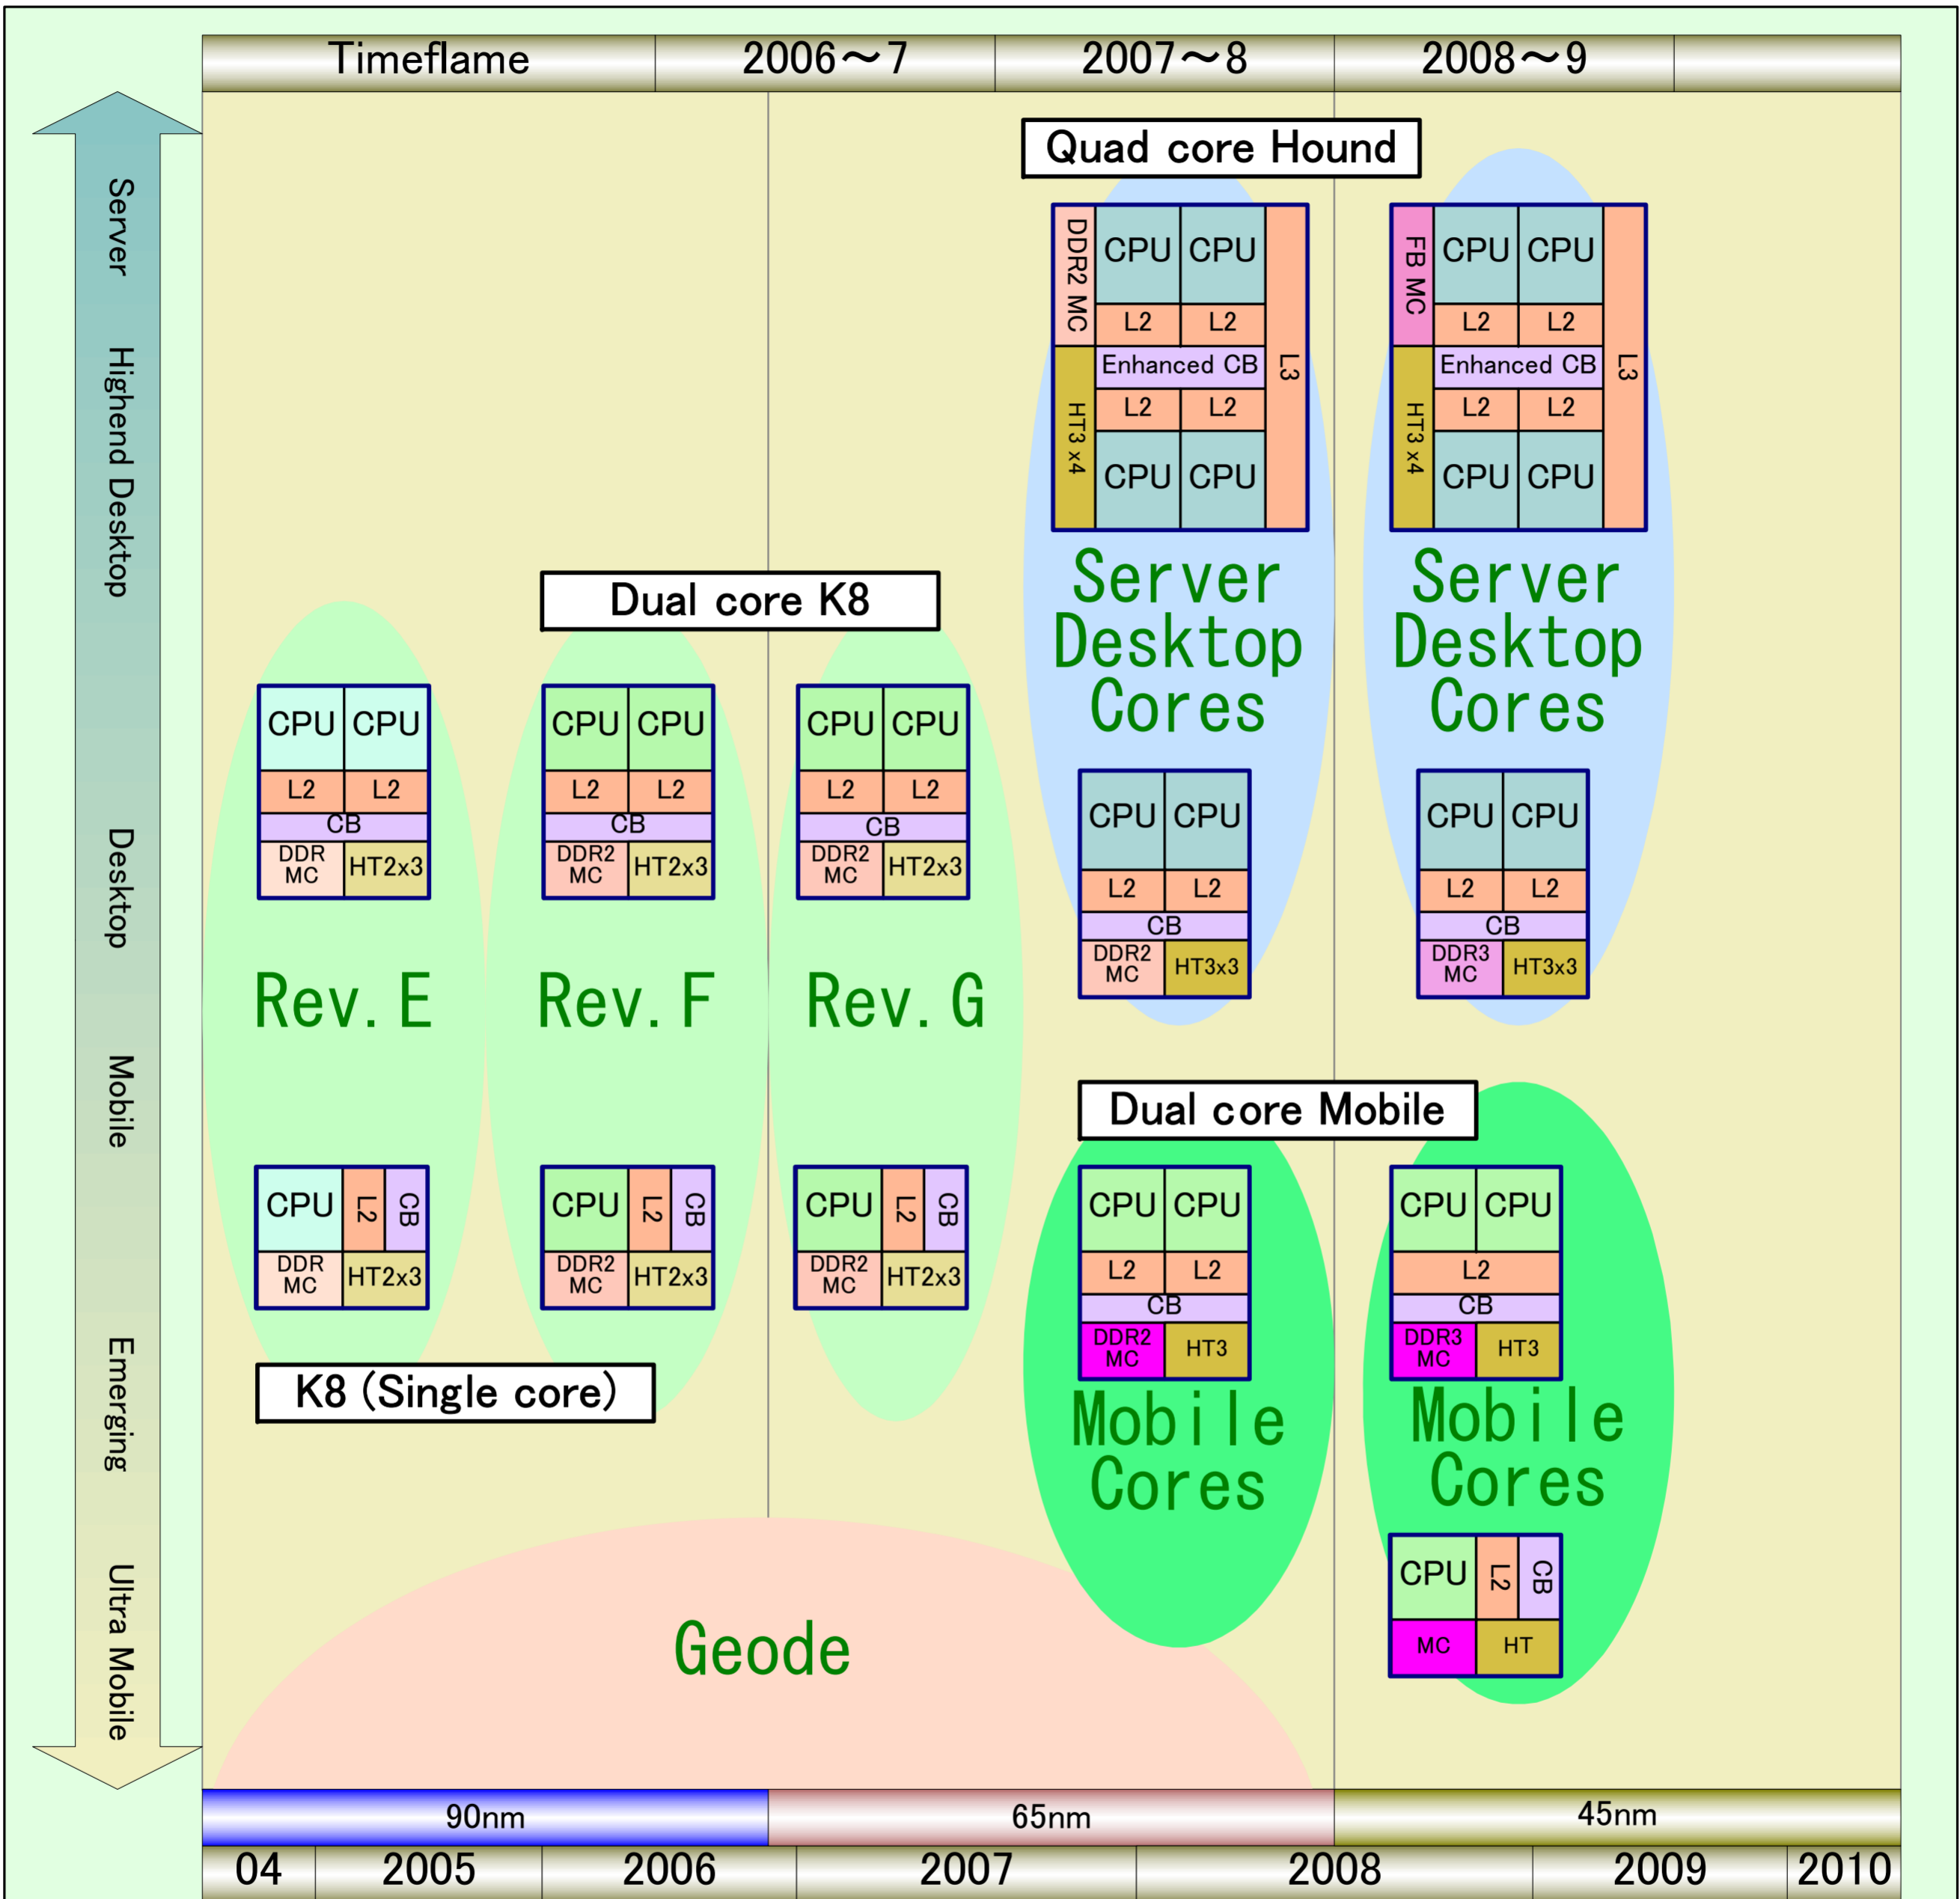 Timeflame
2006～7
2007～8
2008～9
Server
Highend Desktop
Desktop
Mobile
Emerging
Ultra Mobile
Quad core Hound
DDR2 MC
CPU
CPU
L2
L2
Enhanced CB
L3
HT3 x4
L2
L2
CPU
CPU
FB MC
CPU
CPU
L2
L2
Enhanced CB
L3
HT3 x4
L2
L2
CPU
CPU
Server
Desktop
Cores
Server
Desktop
Cores
Dual core K8
CPU
CPU
L2
L2
CB
DDR
MC
HT2x3
CPU
CPU
L2
L2
CB
DDR2
MC
HT2x3
CPU
CPU
L2
L2
CB
DDR2
MC
HT2x3
CPU
CPU
L2
L2
CB
DDR2
MC
HT3x3
CPU
CPU
L2
L2
CB
DDR3
MC
HT3x3
Rev. E
Rev. F
Rev. G
Dual core Mobile
CPU
L2
CB
DDR
MC
HT2x3
CPU
L2
CB
DDR2
MC
HT2x3
CPU
L2
CB
DDR2
MC
HT2x3
CPU
CPU
L2
L2
CB
DDR2
MC
HT3
CPU
CPU
L2
CB
DDR3
MC
HT3
K8 (Single core)
Mobile
Cores
Mobile
Cores
CPU
L2
CB
MC
HT
Geode
90nm
65nm
45nm
04
2005
2006
2007
2008
2009
2010